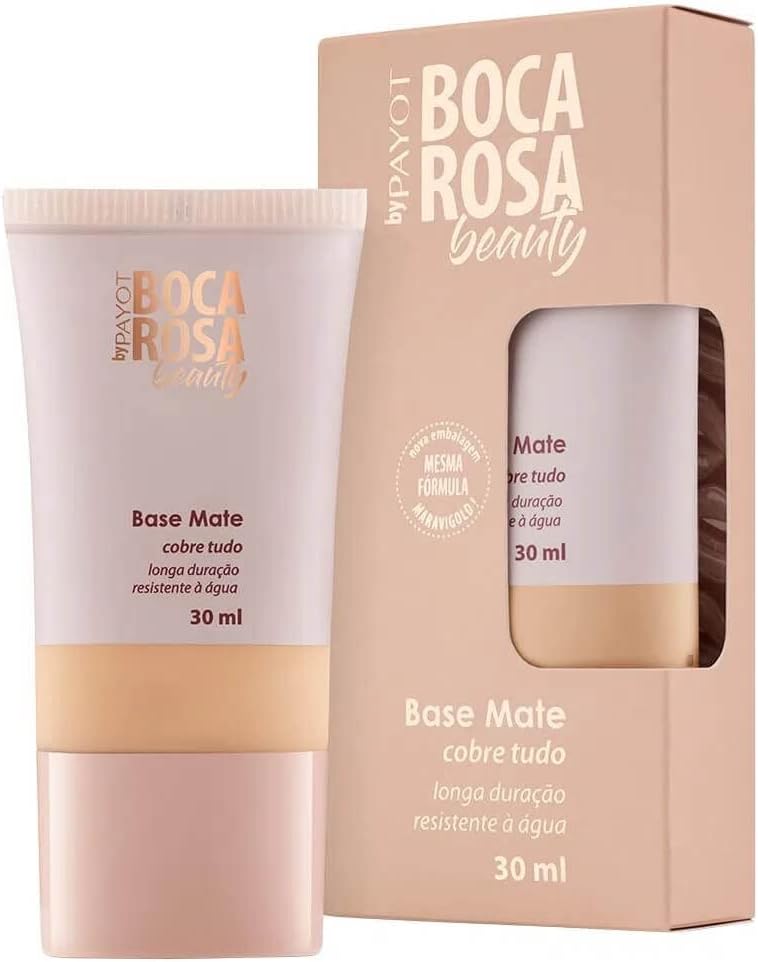 by PAYOT
BOCA
ROSA
beauty
Base Mate
cobre tudo
longa duração
resistente à água
30 ml
by PAYOT
BOCA
ROSA
beauty
nova embalagem
MESMA
FÓRMULA
MARAVIGOLD!
Mate
bre tudo
duração
e à água
30 ml
Base Mate
cobre tudo
longa duração
resistente à água
30 ml